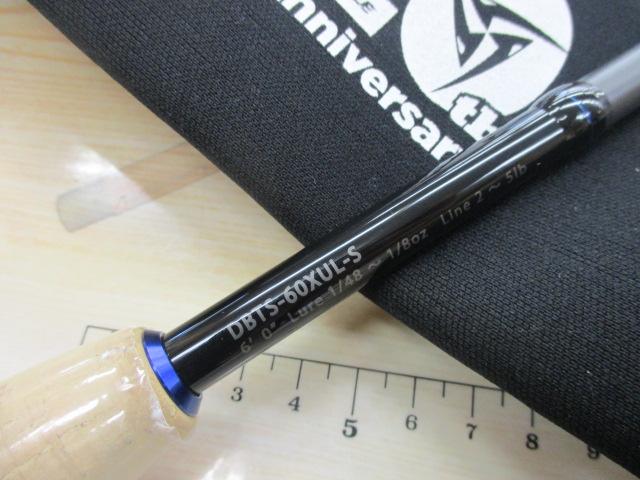 nniversar
DBTS-60XUL-S
6' 0" Lure 1/48 ~ 1/8oz Line 2 ~ 5lb
3 4 5 6 7 8 9